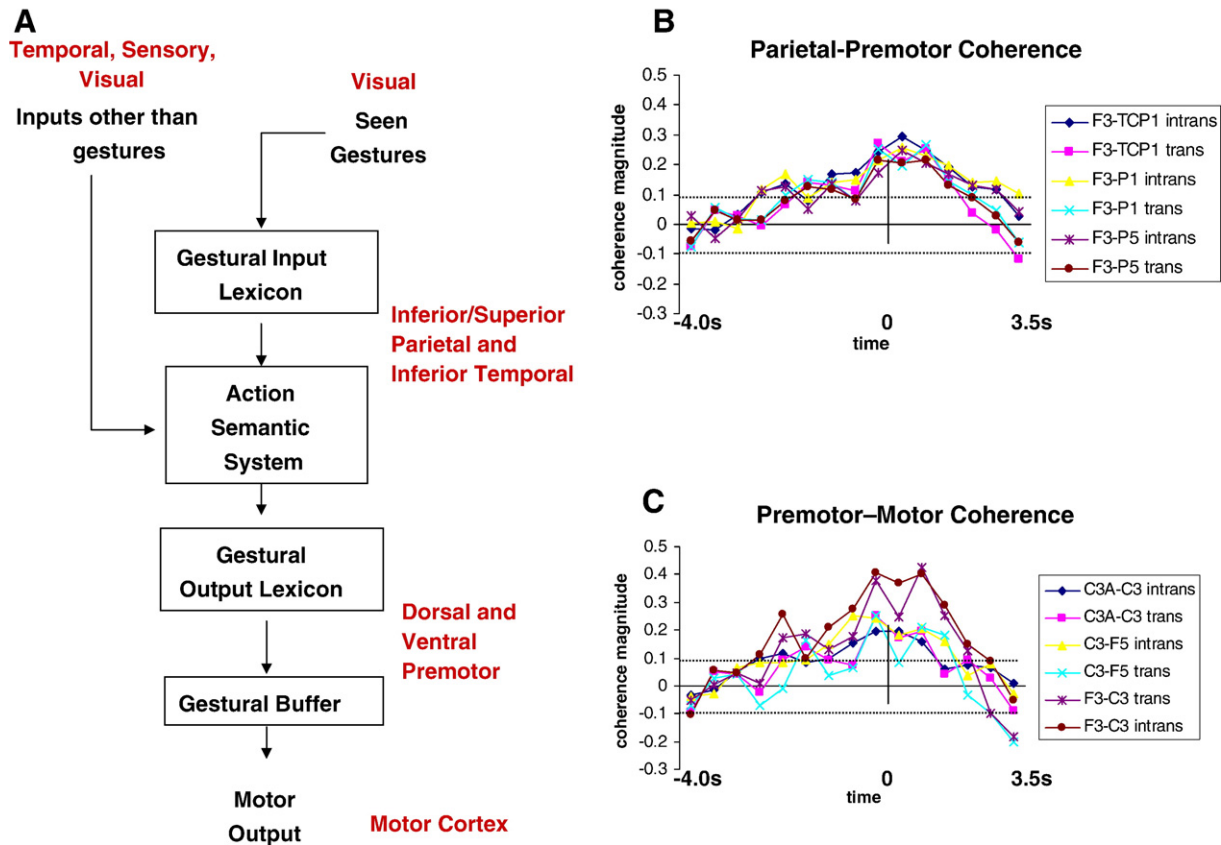 A
Temporal, Sensory,
Visual
Inputs other than
gestures
Visual
Seen
Gestures
Gestural Input
Lexicon
Inferior/Superior
Parietal and
Inferior Temporal
Action
Semantic
System
Gestural
Output Lexicon
Dorsal and
Ventral
Premotor
Gestural Buffer
Motor
Output
Motor Cortex
B
Parietal-Premotor Coherence
coherence magnitude
0.5
0.4
0.3
0.2
0.1
0
-0.1
-0.2
-0.3
-4.0s
0
3.5s
time
F3-TCP1 intrans
F3-TCP1 trans
F3-P1 intrans
F3-P1 trans
F3-P5 intrans
F3-P5 trans
C
Premotor–Motor Coherence
coherence magnitude
0.5
0.4
0.3
0.2
0.1
0
-0.1
-0.2
-0.3
-4.0s
0
3.5s
time
C3A-C3 intrans
C3A-C3 trans
C3-F5 intrans
C3-F5 trans
F3-C3 trans
F3-C3 intrans